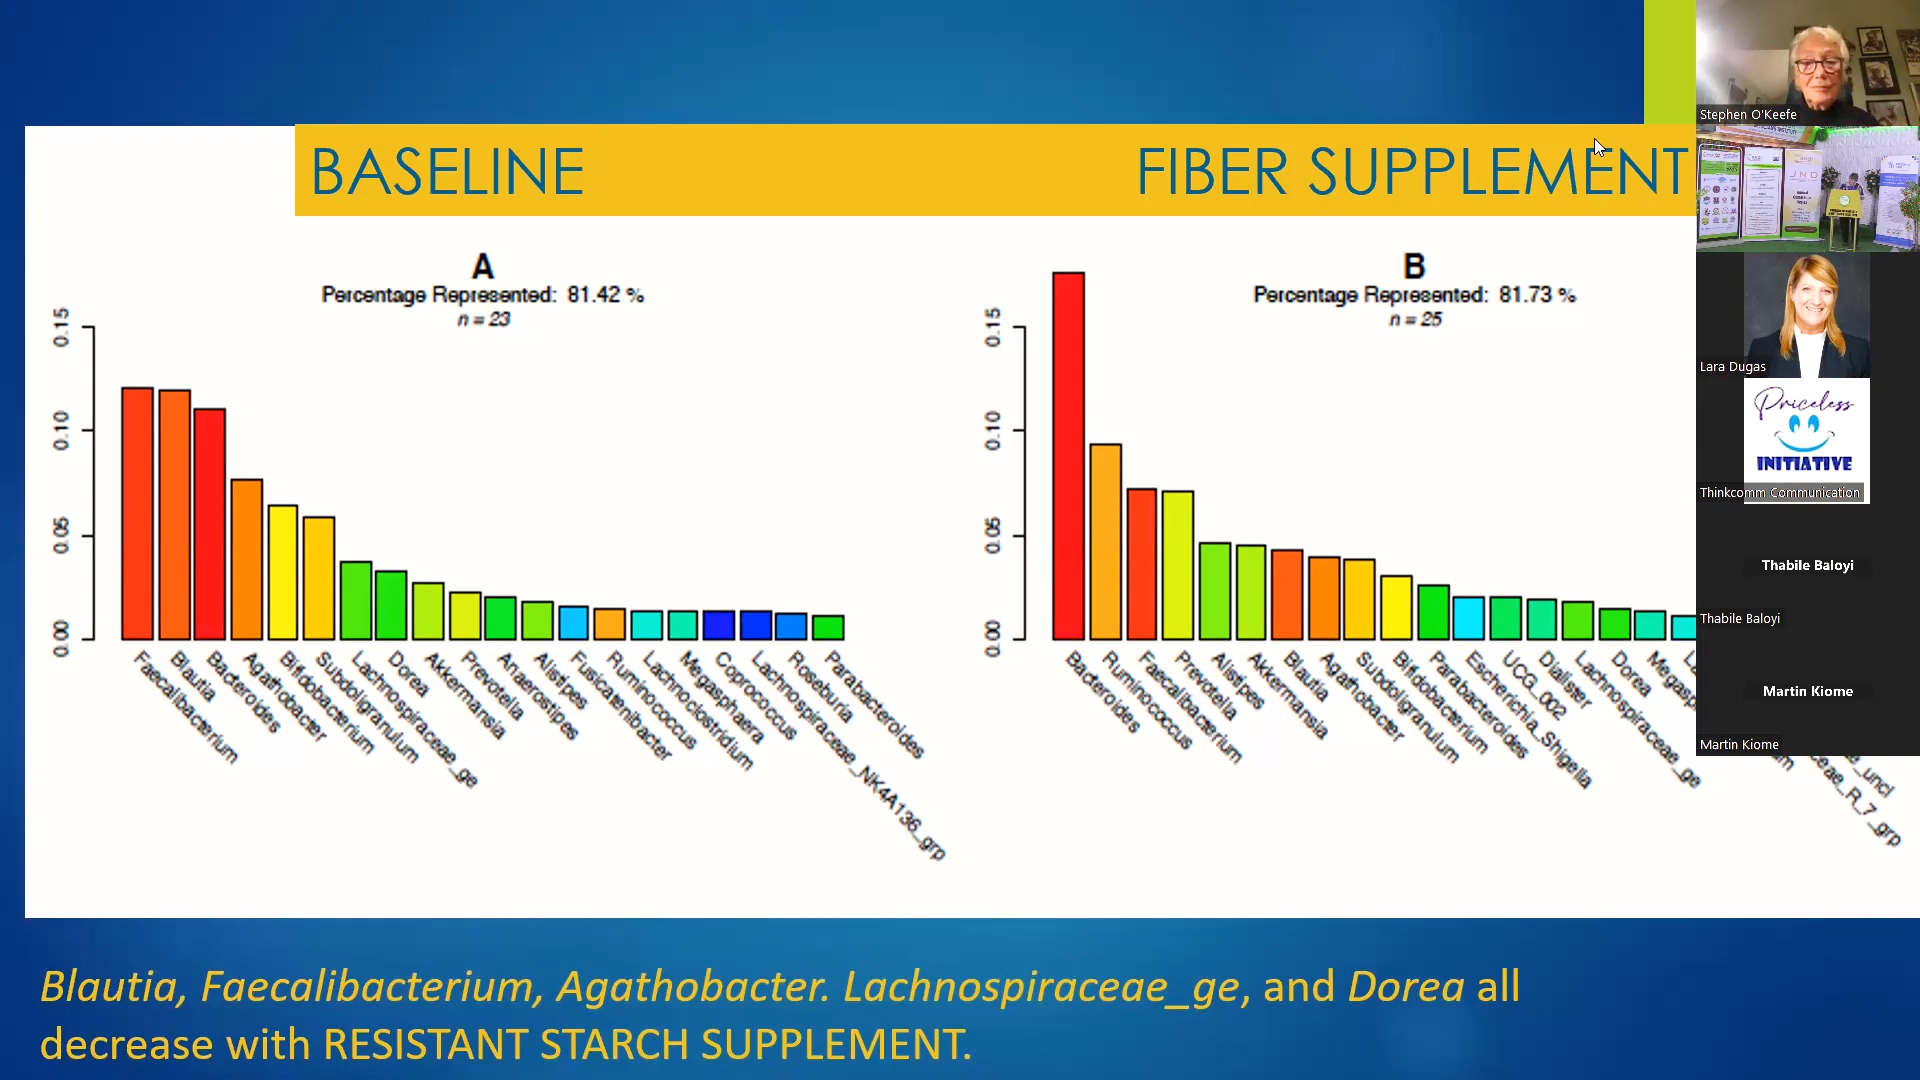 BASELINE
FIBER SUPPLEMENT
A
Percentage Represented: 81.42 %
n = 23
0.15
0.10
0.05
0.00
Faecalibacterium
Blautia
Bacteroides
Agathobacter
Bifidobacterium
Subdoligranulum
Lachnospiraceae_ge
Dorea
Akkermansia
Prevotella
Anaerostipes
Alistipes
Fusicatenibacter
Ruminococcus
Lachnoclostridium
Megasphaera
Coprococcus
Lachnospiraceae_NK4A136_grp
Roseburia
Parabacteroides
B
Percentage Represented: 81.73 %
n = 25
0.15
0.10
0.05
0.00
Bacteroides
Ruminococcus
Faecalibacterium
Prevotella
Alistipes
Akkermansia
Blautia
Agathobacter
Subdoligranulum
Bifidobacterium
Parabacteroides
Escherichia_Shigella
UCG_002
Dialister
Lachnospiraceae_ge
Dorea
Blautia, Faecalibacterium, Agathobacter. Lachnospiraceae_ge, and Dorea all
decrease with RESISTANT STARCH SUPPLEMENT.
Stephen O'Keefe
JND
Lara Dugas
Priceless
INITIATIVE
Thinkcomm Communication
Thabile Baloyi
Thabile Baloyi
Martin Kiome
Martin Kiome